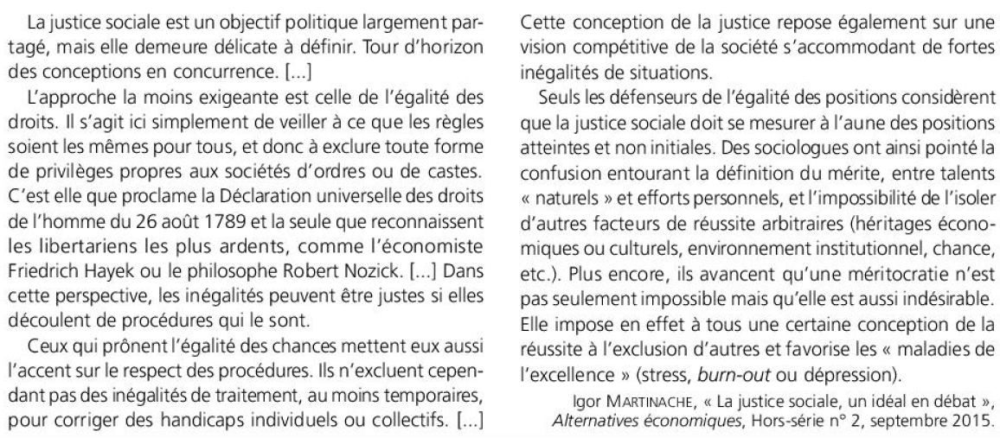 La justice sociale est un objectif politique largement par-
tagé, mais elle demeure délicate à définir. Tour d’horizon
des conceptions en concurrence. [...]
L’approche la moins exigeante est celle de l’égalité des
droits. Il s’agit ici simplement de veiller à ce que les règles
soient les mêmes pour tous, et donc à exclure toute forme
de privilèges propres aux sociétés d’ordres ou de castes.
C’est elle que proclame la Déclaration universelle des droits
de l’homme du 26 août 1789 et la seule que reconnaissent
les libertariens les plus ardents, comme l’économiste
Friedrich Hayek ou le philosophe Robert Nozick. [...] Dans
cette perspective, les inégalités peuvent être justes si elles
découlent de procédures qui le sont.
Ceux qui prônent l’égalité des chances mettent eux aussi
l’accent sur le respect des procédures. Ils n’excluent cepen-
dant pas des inégalités de traitement, au moins temporaires,
pour corriger des handicaps individuels ou collectifs. [...]
Cette conception de la justice repose également sur une
vision compétitive de la société s’accommodant de fortes
inégalités de situations.
Seuls les défenseurs de l’égalité des positions considèrent
que la justice sociale doit se mesurer à l’aune des positions
atteintes et non initiales. Des sociologues ont ainsi pointé la
confusion entourant la définition du mérite, entre talents
« naturels » et efforts personnels, et l’impossibilité de l’isoler
d’autres facteurs de réussite arbitraires (héritages écono-
miques ou culturels, environnement institutionnel, chance,
etc.). Plus encore, ils avancent qu’une méritocratie n’est
pas seulement impossible mais qu’elle est aussi indésirable.
Elle impose en effet à tous une certaine conception de la
réussite à l’exclusion d’autres et favorise les « maladies de
l’excellence » (stress, burn-out ou dépression).
Igor MARTINACHE, « La justice sociale, un idéal en débat »,
Alternatives économiques, Hors-série n° 2, septembre 2015.